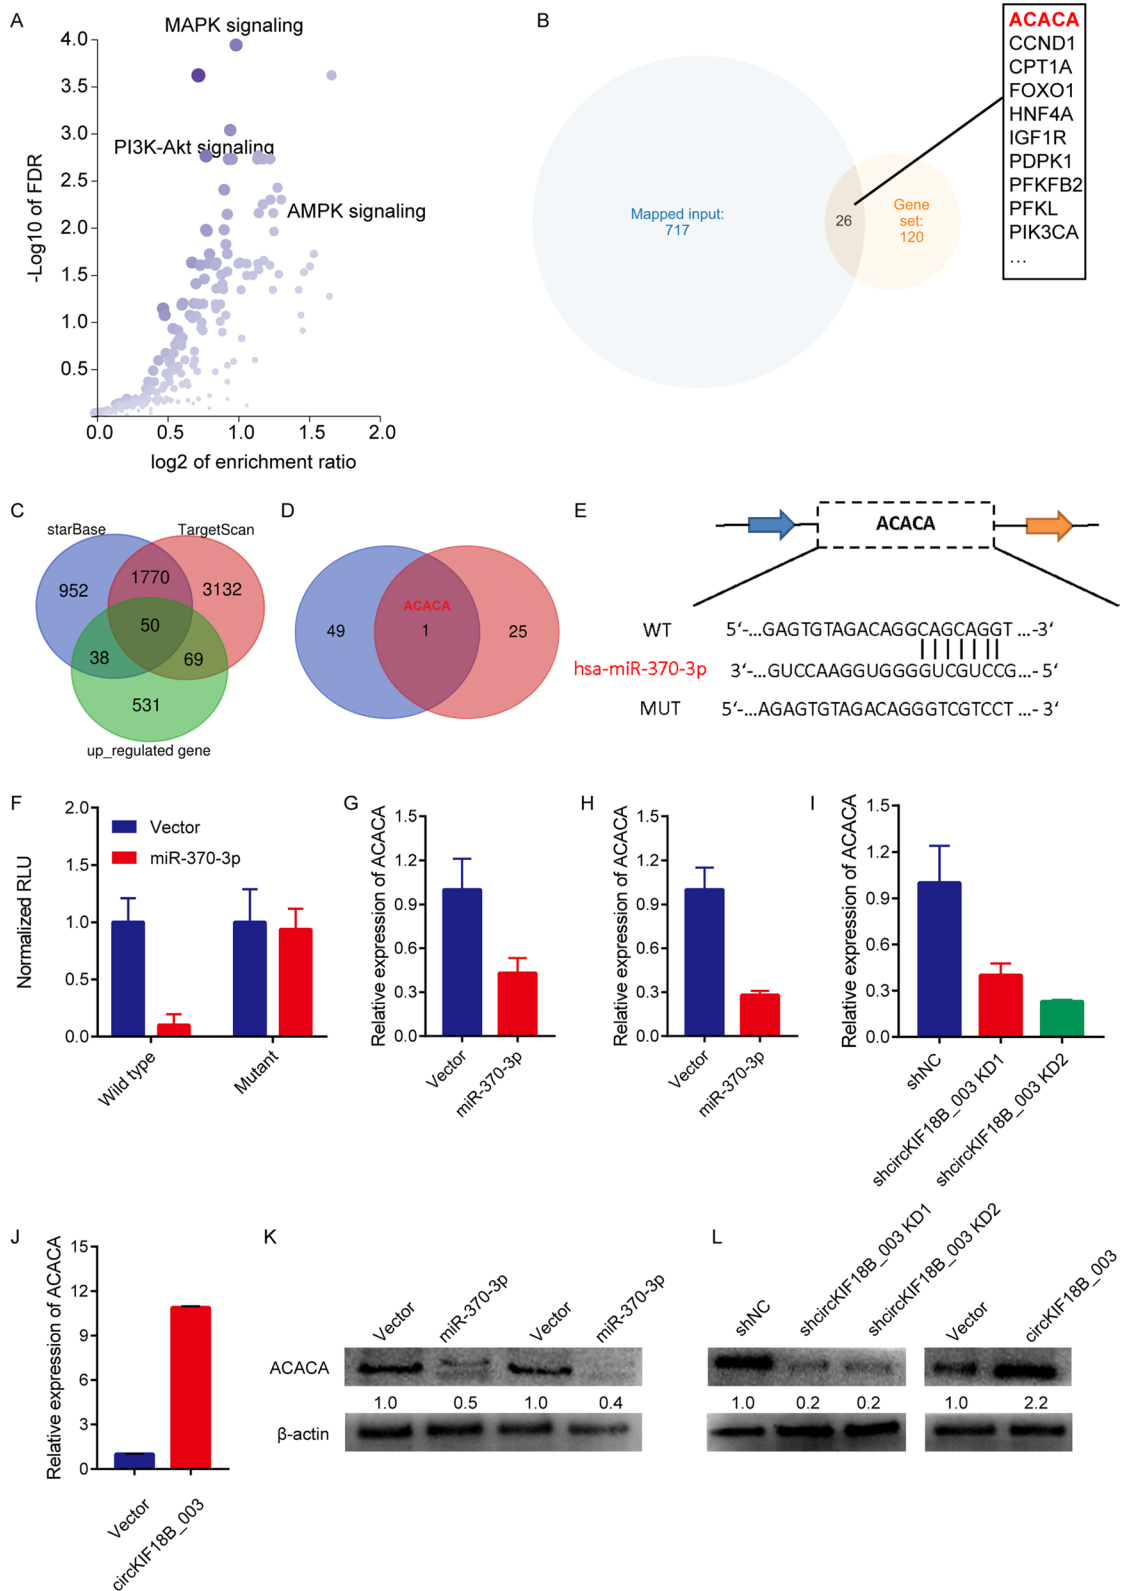 A
MAPK signaling
4.0
3.5
3.0
2.5
2.0
1.5
1.0
0.5
-Log10 of FDR
PI3K-Akt signaling
AMPK signaling
0.0 0.5 1.0 1.5 2.0
log2 of enrichment ratio
B
Mapped input:
717
26
Gene
set:
120
ACACA
CCND1
CPT1A
FOXO1
HNF4A
IGF1R
PDPK1
PFKFB2
PFKL
PIK3CA
...
C
starBase
TargetScan
952
1770
3132
50
38
69
531
up_regulated gene
D
ACACA
49
1
25
E
ACACA
WT 5‘-...GAGTGTAGACAGGCAGCAGGT ...-3‘
hsa-miR-370-3p 3‘-...GUCCAAGGUGGGGUCGUCCG...- 5‘
MUT 5‘-...AGAGTGTAGACAGGGTCGTCCT ...- 3‘
F
2.0
1.5
1.0
0.5
0.0
Normalized RLU
Vector
miR-370-3p
Wild type
Mutant
G
1.5
1.2
0.9
0.6
0.3
0.0
Relative expression of ACACA
Vector
miR-370-3p
H
1.5
1.2
0.9
0.6
0.3
0.0
Relative expression of ACACA
Vector
miR-370-3p
I
1.5
1.2
0.9
0.6
0.3
0.0
Relative expression of ACACA
shNC
shcircKIF18B_003 KD1
shcircKIF18B_003 KD2
J
15
12
9
6
3
0
Relative expression of ACACA
Vector
circKIF18B_003
K
Vector
miR-370-3p
Vector
miR-370-3p
ACACA
1.0 0.5 1.0 0.4
β-actin
L
shNC
shcircKIF18B_003 KD1
shcircKIF18B_003 KD2
Vector
circKIF18B_003
1.0 0.2 0.2 1.0 2.2